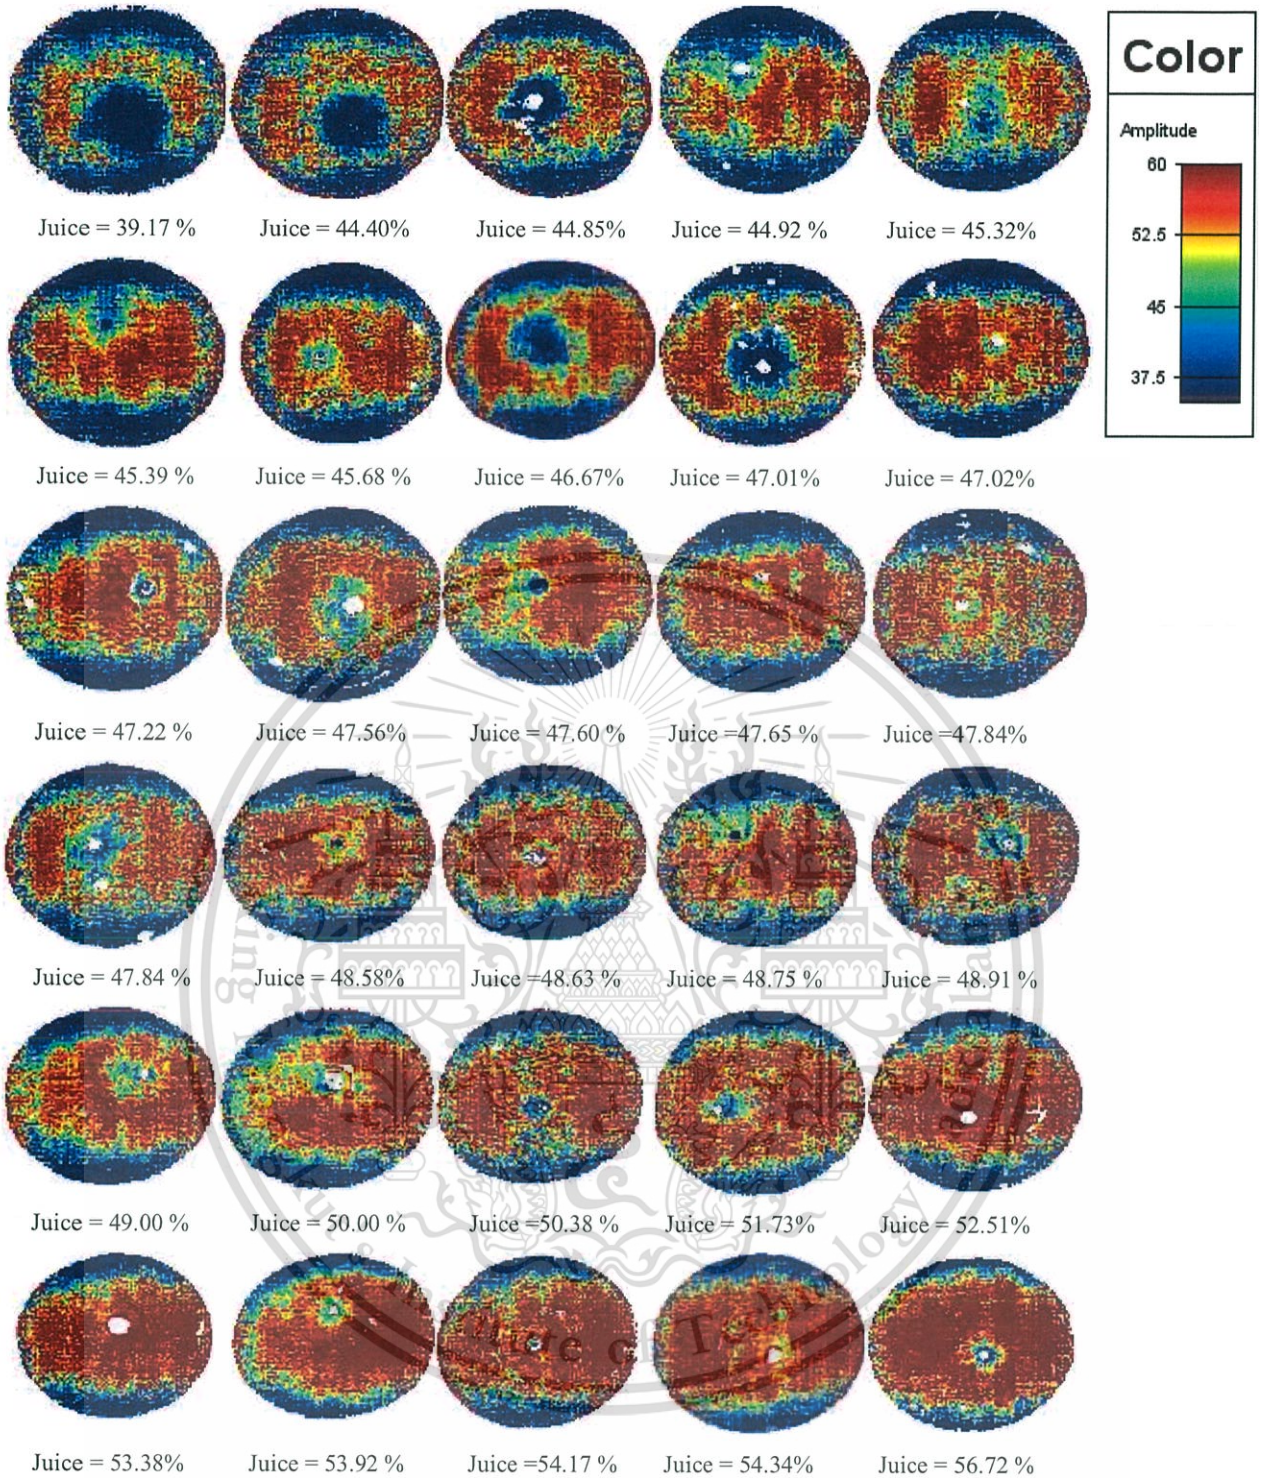 Color
Amplitude
60
52.5
45
37.5
Juice = 39.17 %
Juice = 44.40%
Juice = 44.85%
Juice = 44.92 %
Juice = 45.32%
Juice = 45.39 %
Juice = 45.68 %
Juice = 46.67%
Juice = 47.01%
Juice = 47.02%
Juice = 47.22 %
Juice = 47.56%
Juice = 47.60 %
Juice =47.65 %
Juice =47.84%
Juice = 47.84 %
Juice = 48.58%
Juice =48.63 %
Juice = 48.75 %
Juice = 48.91 %
Juice = 49.00 %
Juice = 50.00 %
Juice =50.38 %
Juice = 51.73%
Juice = 52.51%
Juice = 53.38%
Juice = 53.92 %
Juice =54.17 %
Juice = 54.34%
Juice = 56.72 %
Institute of Technology